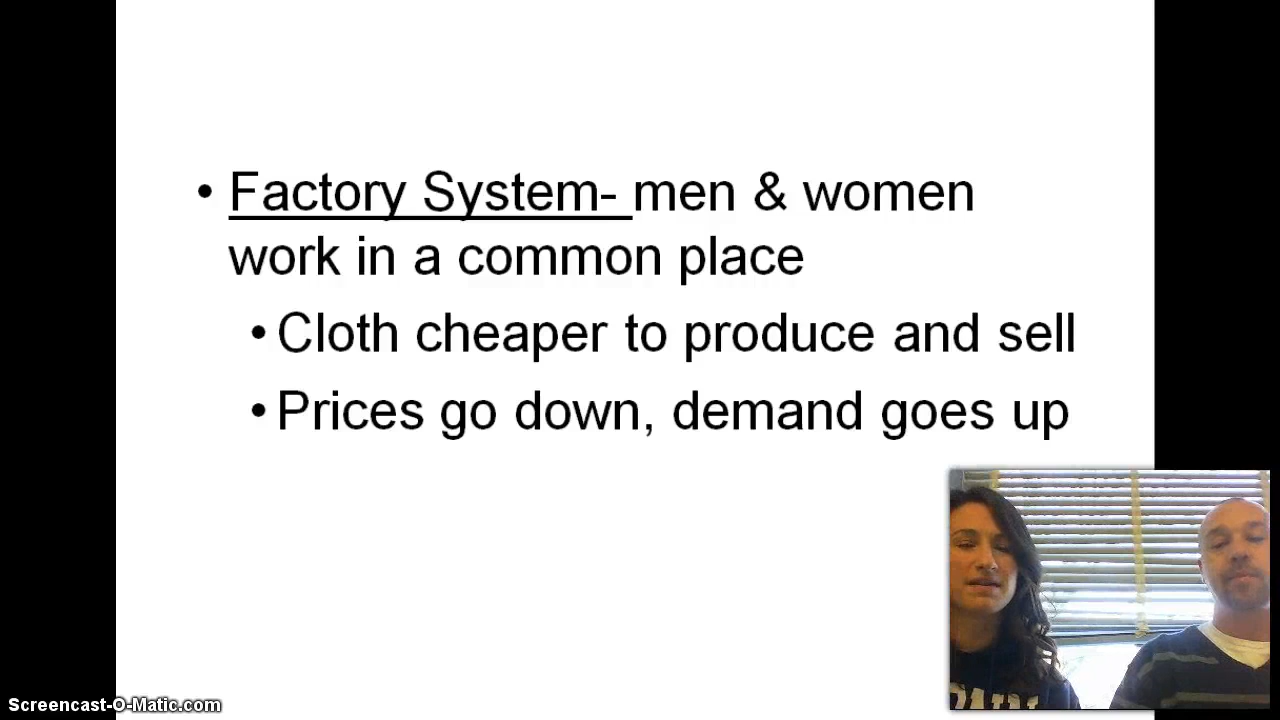 • Factory System- men & women
work in a common place
• Cloth cheaper to produce and sell
• Prices go down, demand goes up
Screencast-O-Matic.com